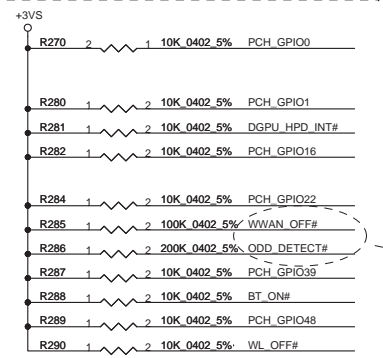 +3VS
R270 2 1 10K_0402_5% PCH_GPIO0
R280 1 2 10K_0402_5% PCH_GPIO1
R281 1 2 10K_0402_5% DGPU_HPD_INT#
R282 1 2 10K_0402_5% PCH_GPIO16
R284 1 2 10K_0402_5% PCH_GPIO22
R285 1 2 100K_0402_5% WWAN_OFF#
R286 1 2 200K_0402_5% ODD_DETECT#
R287 1 2 10K_0402_5% PCH_GPIO39
R288 1 2 10K_0402_5% BT_ON#
R289 1 2 10K_0402_5% PCH_GPIO48
R290 1 2 10K_0402_5% WL_OFF#